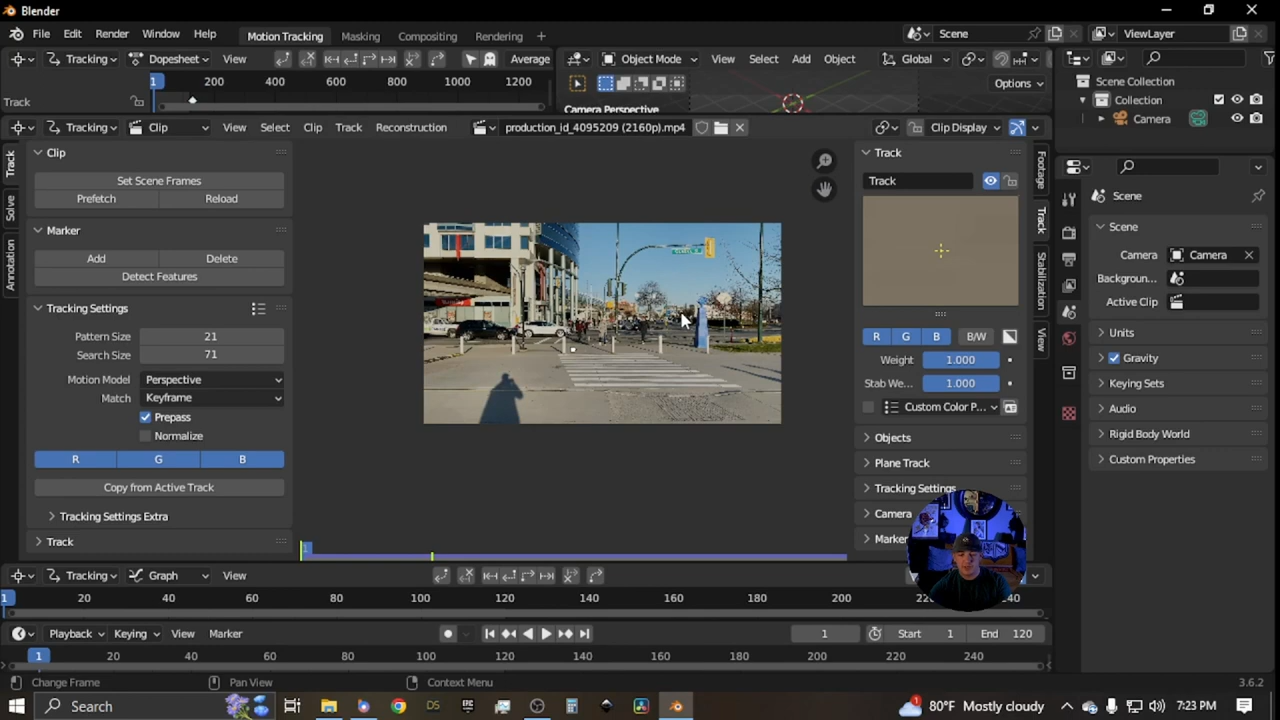 Blender
File Edit Render Window Help Motion Tracking Masking Compositing Rendering + Scene ViewLayer
Tracking Dopesheet View Average Object Mode View Select Add Object Global
1 200 400 600 800 1000 1200 Options
Track Camera Perspective
Scene Collection
Collection
Camera
Tracking Clip View Select Clip Track Reconstruction production_id_4095209 (2160p).mp4 Clip Display
Track
Solve
Annotation
Clip
Set Scene Frames
Prefetch Reload
Marker
Add Delete
Detect Features
Tracking Settings
Pattern Size 21
Search Size 71
Motion Model Perspective
Match Keyframe
Prepass
Normalize
R G B
Copy from Active Track
Tracking Settings Extra
Track
1
Track
Track
R G B B/W
Weight 1.000
Stab We... 1.000
Custom Color P...
Objects
Plane Track
Tracking Settings
Camera
Marker
Footage
Track
Stabilization
View
Scene
Scene
Camera Camera
Backgroun...
Active Clip
Units
Gravity
Keying Sets
Audio
Rigid Body World
Custom Properties
Tracking Graph View
1 20 40 60 80 100 120 140 160 180 200 240
Playback Keying View Marker 1 Start 1 End 120
1 20 40 60 80 100 120 140 160 180 200 220 240
Change Frame Pan View Context Menu 3.6.2
Search DS EPIC 1 80°F Mostly cloudy 7:23 PM